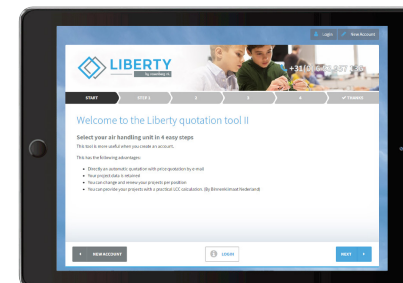 Login New Account
LIBERTY
START STEP 1 2 3 4 THANKS
Welcome to the Liberty quotation tool II
Select your air handling unit in 4 easy steps
This tool is more useful when you create an account.
This has the following advantages:
Directly an automatic quotation with price quotation by e-mail
Your project data is retained
You can change and renew your projects per position
You can provide your projects with a practical LCC calculation. (By Binnenklimaat Nederland)
NEW ACCOUNT LOGIN NEXT